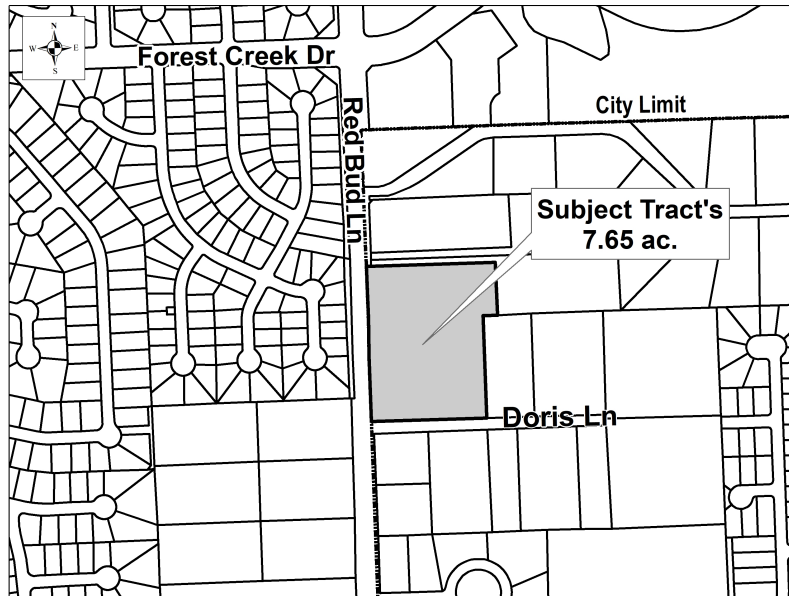 N
W E
S
Forest Creek Dr
City Limit
Red Bud Ln
Subject Tract's
7.65 ac.
Doris Ln